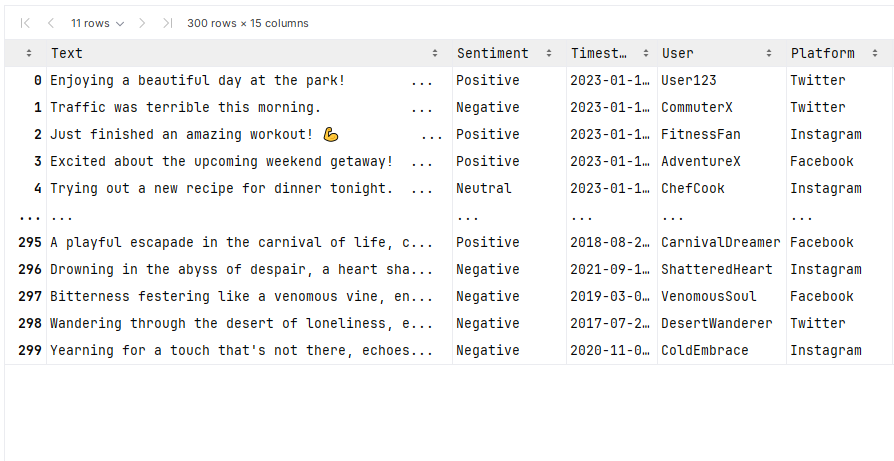 11 rows 300 rows × 15 columns
Text Sentiment Timest… User Platform
0 Enjoying a beautiful day at the park! ... Positive 2023-01-1… User123 Twitter
1 Traffic was terrible this morning. ... Negative 2023-01-1… CommuterX Twitter
2 Just finished an amazing workout! 💪 ... Positive 2023-01-1… FitnessFan Instagram
3 Excited about the upcoming weekend getaway! ... Positive 2023-01-1… AdventureX Facebook
4 Trying out a new recipe for dinner tonight. ... Neutral 2023-01-1… ChefCook Instagram
... ... ... ... ... ...
295 A playful escapade in the carnival of life, c... Positive 2018-08-2… CarnivalDreamer Facebook
296 Drowning in the abyss of despair, a heart sha... Negative 2021-09-1… ShatteredHeart Instagram
297 Bitterness festering like a venomous vine, en... Negative 2019-03-0… VenomousSoul Facebook
298 Wandering through the desert of loneliness, e... Negative 2017-07-2… DesertWanderer Twitter
299 Yearning for a touch that's not there, echoes... Negative 2020-11-0… ColdEmbrace Instagram